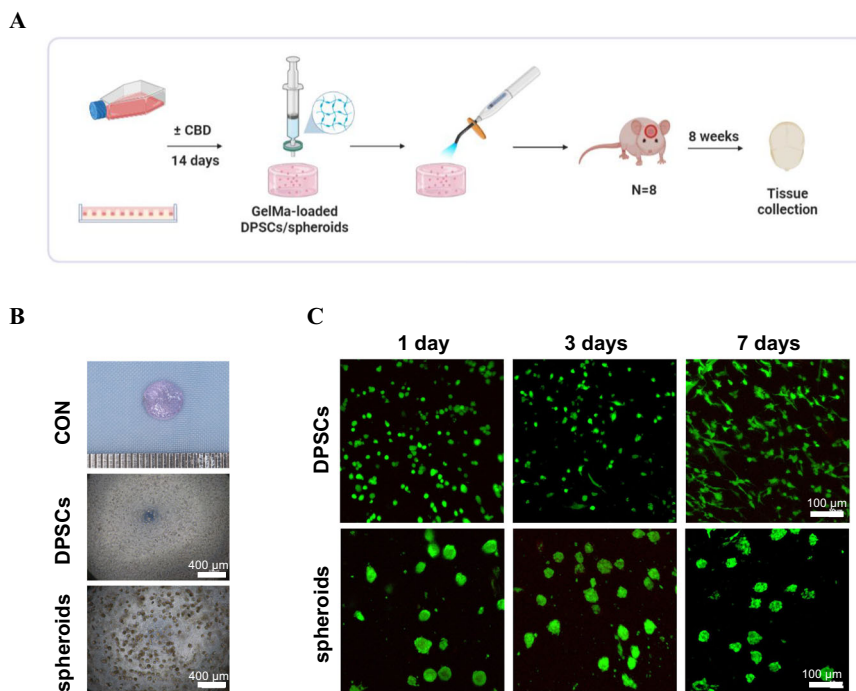 A
± CBD
14 days
GelMa-loaded
DPSCs/spheroids
N=8
8 weeks
Tissue
collection
B
CON
DPSCs
400 µm
spheroids
400 µm
C
1 day
3 days
7 days
DPSCs
100 µm
spheroids
100 µm